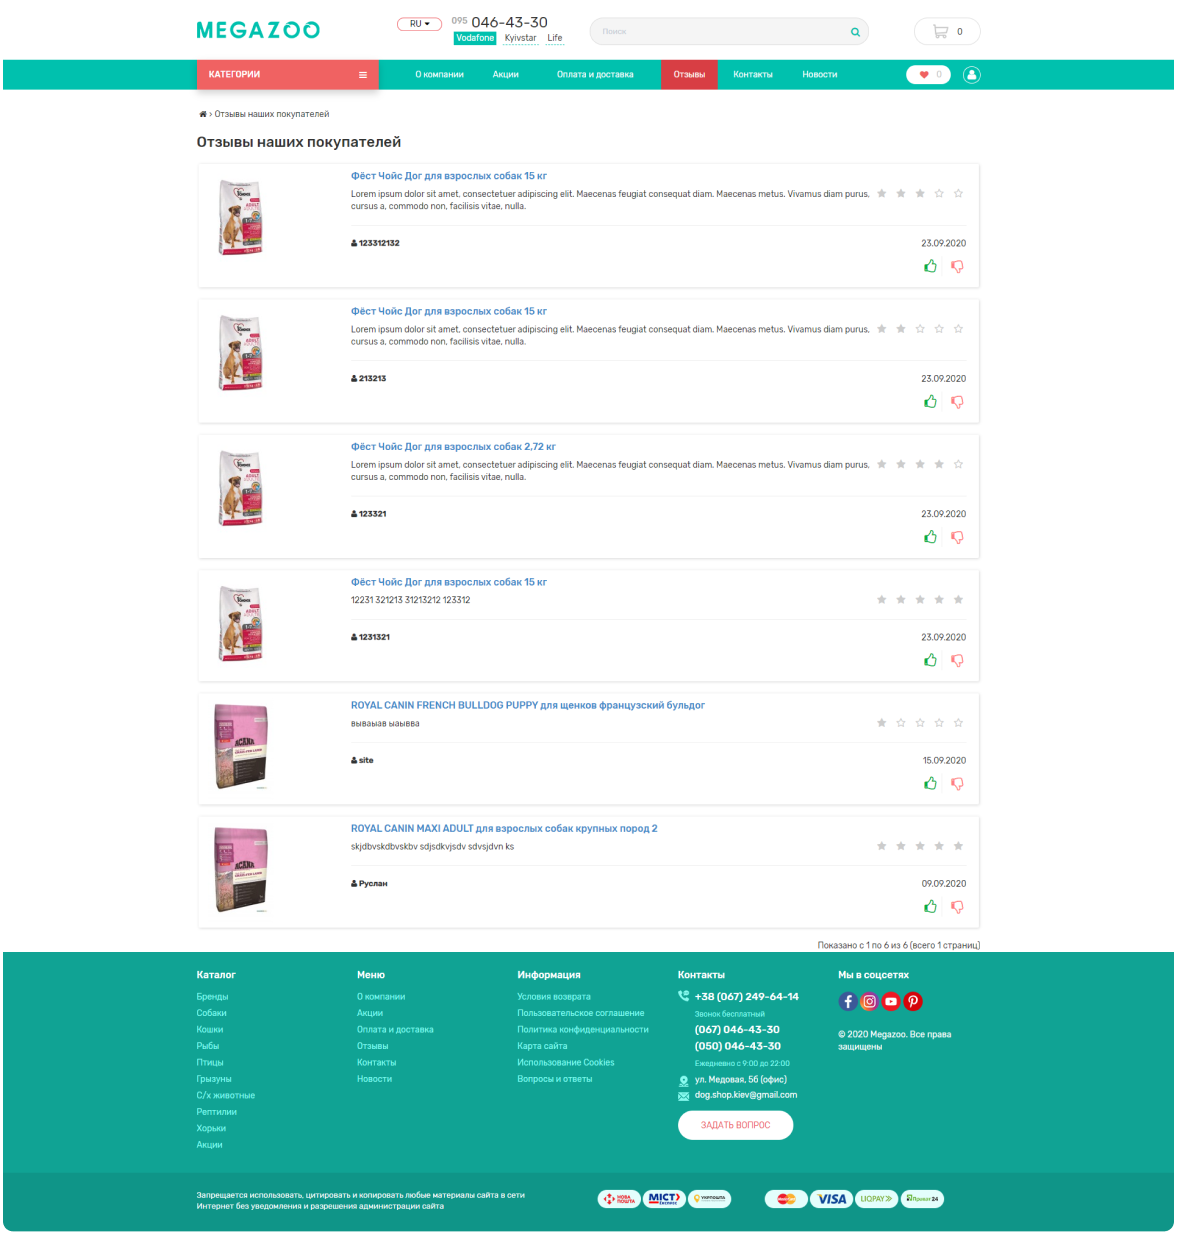 MEGAZOO
RU
095 046-43-30
Vodafone Kyivstar Life
Поиск
0
КАТЕГОРИИ
О компании Акции Оплата и доставка Отзывы Контакты Новости
0
› Отзывы наших покупателей
Отзывы наших покупателей
Фёст Чойс Дог для взрослых собак 15 кг
Lorem ipsum dolor sit amet, consectetuer adipiscing elit. Maecenas feugiat consequat diam. Maecenas metus. Vivamus diam purus,
cursus a, commodo non, facilisis vitae, nulla.
123312132
23.09.2020
Фёст Чойс Дог для взрослых собак 15 кг
Lorem ipsum dolor sit amet, consectetuer adipiscing elit. Maecenas feugiat consequat diam. Maecenas metus. Vivamus diam purus,
cursus a, commodo non, facilisis vitae, nulla.
213213
23.09.2020
Фёст Чойс Дог для взрослых собак 2,72 кг
Lorem ipsum dolor sit amet, consectetuer adipiscing elit. Maecenas feugiat consequat diam. Maecenas metus. Vivamus diam purus,
cursus a, commodo non, facilisis vitae, nulla.
123321
23.09.2020
Фёст Чойс Дог для взрослых собак 15 кг
12231 321213 31213212 123312
1231321
23.09.2020
ROYAL CANIN FRENCH BULLDOG PUPPY для щенков французский бульдог
вываыав ыаывва
site
15.09.2020
ACANA
ROYAL CANIN MAXI ADULT для взрослых собак крупных пород 2
skjdbvskdbvskbv sdjsdkvjsdv sdvsjdvn ks
Руслан
09.09.2020
ACANA
Показано с 1 по 6 из 6 (всего 1 страниц)
Каталог
Бренды
Собаки
Кошки
Рыбы
Птицы
Грызуны
С/х животные
Рептилии
Хорьки
Акции
Меню
О компании
Акции
Оплата и доставка
Отзывы
Контакты
Новости
Информация
Условия возврата
Пользовательское соглашение
Политика конфиденциальности
Карта сайта
Использование Cookies
Вопросы и ответы
Контакты
+38 (067) 249-64-14
Звонок бесплатный
(067) 046-43-30
(050) 046-43-30
Ежедневно с 9:00 до 22:00
ул. Медовая, 5б (офис)
dog.shop.kiev@gmail.com
ЗАДАТЬ ВОПРОС
Мы в соцсетях
© 2020 Megazoo. Все права
защищены
Запрещается использовать, цитировать и копировать любые материалы сайта в сети
Интернет без уведомления и разрешения администрации сайта
НОВА
ПОШТА
МІСТ
УКРПОШТА
VISA
LIQPAY
Приват 24